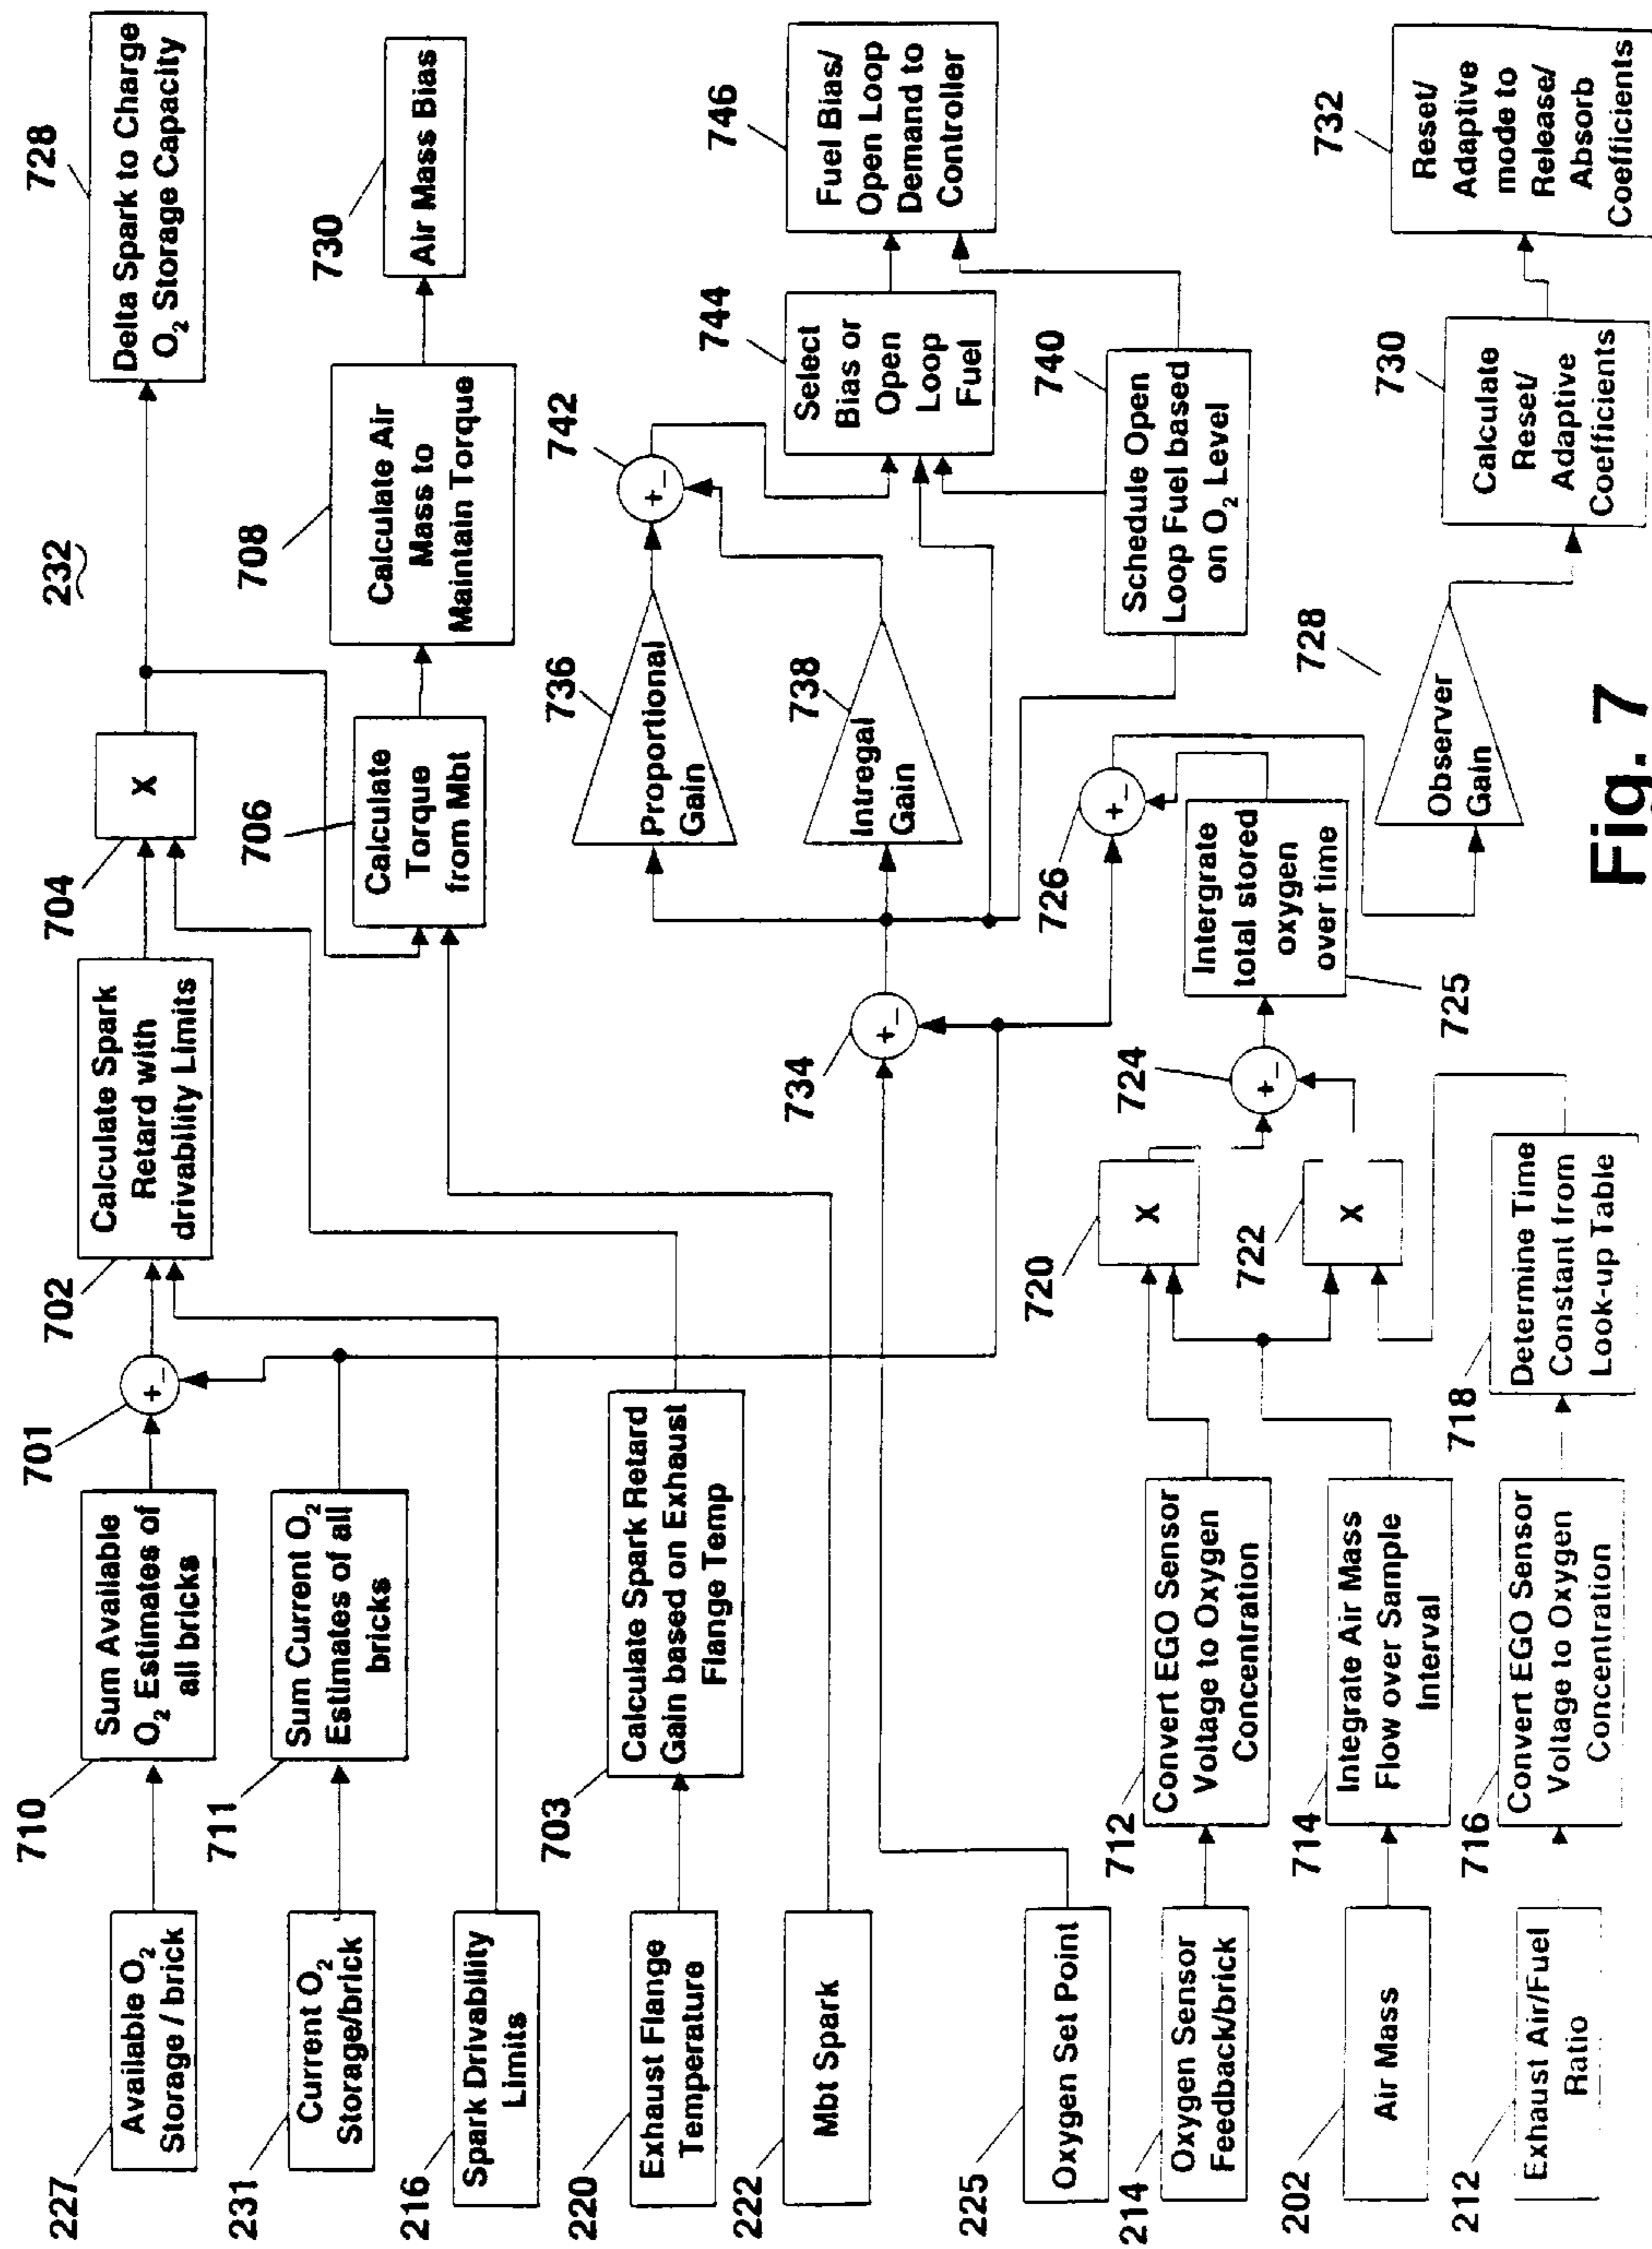 232
227
Available O₂
Storage / brick
710
Sum Available
O₂ Estimates of
all bricks
701
+
-
702
Calculate Spark
Retard with
drivability Limits
704
X
728
Delta Spark to Charge
O₂ Storage Capacity
231
Current O₂
Storage/brick
711
Sum Current O₂
Estimates of all
bricks
216
Spark Drivability
Limits
706
Calculate
Torque
from Mbt
708
Calculate Air
Mass to
Maintain Torque
730
Air Mass Bias
220
Exhaust Flange
Temperature
703
Calculate Spark Retard
Gain based on Exhaust
Flange Temp
222
Mbt Spark
736
Proportional
Gain
742
+
-
744
Select
Bias or
Open
Loop
Fuel
746
Fuel Bias/
Open Loop
Demand to
Controller
738
Intregal
Gain
225
Oxygen Set Point
734
+
-
740
Schedule Open
Loop Fuel based
on O₂ Level
214
Oxygen Sensor
Feedback/brick
712
Convert EGO Sensor
Voltage to Oxygen
Concentration
720
X
724
+
-
725
Intergrate
total stored
oxygen
over time
726
+
-
202
Air Mass
714
Integrate Air Mass
Flow over Sample
Interval
722
X
212
Exhaust Air/Fuel
Ratio
716
Convert EGO Sensor
Voltage to Oxygen
Concentration
718
Determine Time
Constant from
Look-up Table
728
Observer
Gain
730
Calculate
Reset/
Adaptive
Coefficients
732
Reset/
Adaptive
mode to
Release/
Absorb
Coefficients
Fig. 7